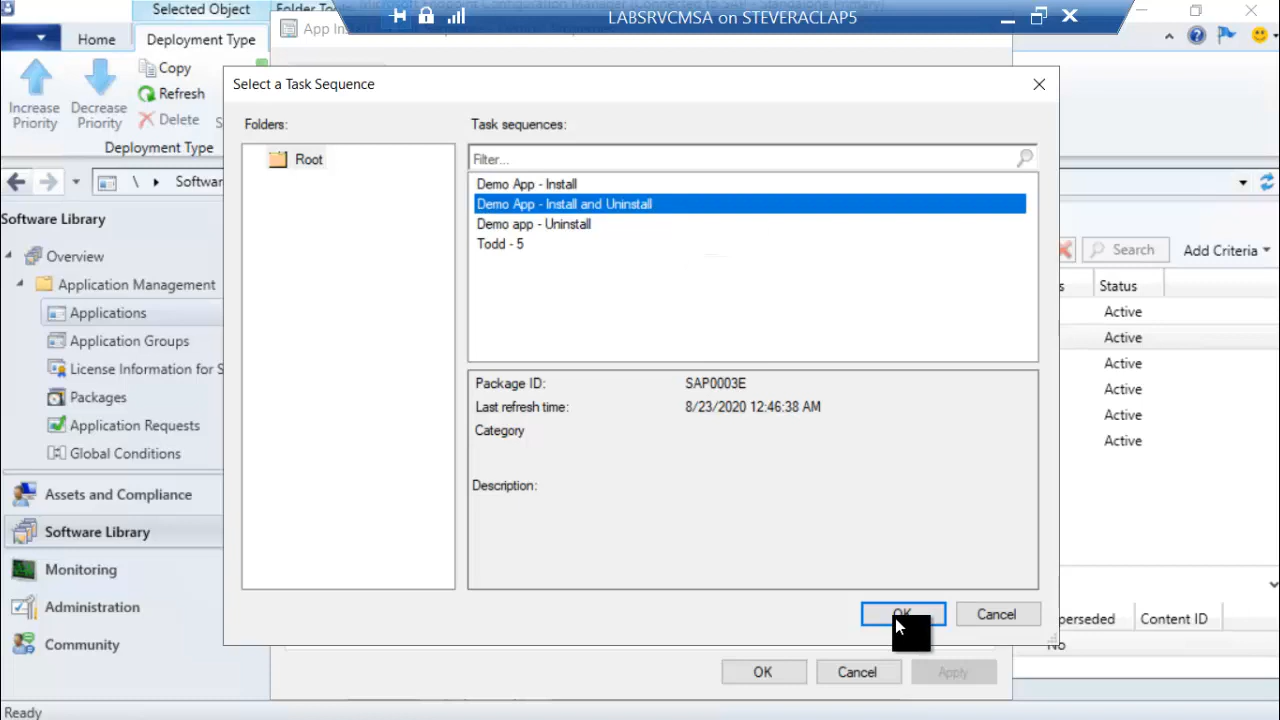 Selected Object
LABSRVCMSA on STEVERACLAP5
Home
Deployment Type
App
Increase Priority
Decrease Priority
Copy
Refresh
Delete
Deployment Type
Select a Task Sequence
Folders:
Root
Task sequences:
Filter...
Demo App - Install
Demo App - Install and Uninstall
Demo app - Uninstall
Todd - 5
Package ID: SAP0003E
Last refresh time: 8/23/2020 12:46:38 AM
Category
Description:
OK
Cancel
OK
Cancel
Apply
\
Softwar
Software Library
Overview
Application Management
Applications
Application Groups
License Information for S
Packages
Application Requests
Global Conditions
Assets and Compliance
Software Library
Monitoring
Administration
Community
Ready
Search
Add Criteria
s
Status
Active
Active
Active
Active
Active
Active
perseded
Content ID
No